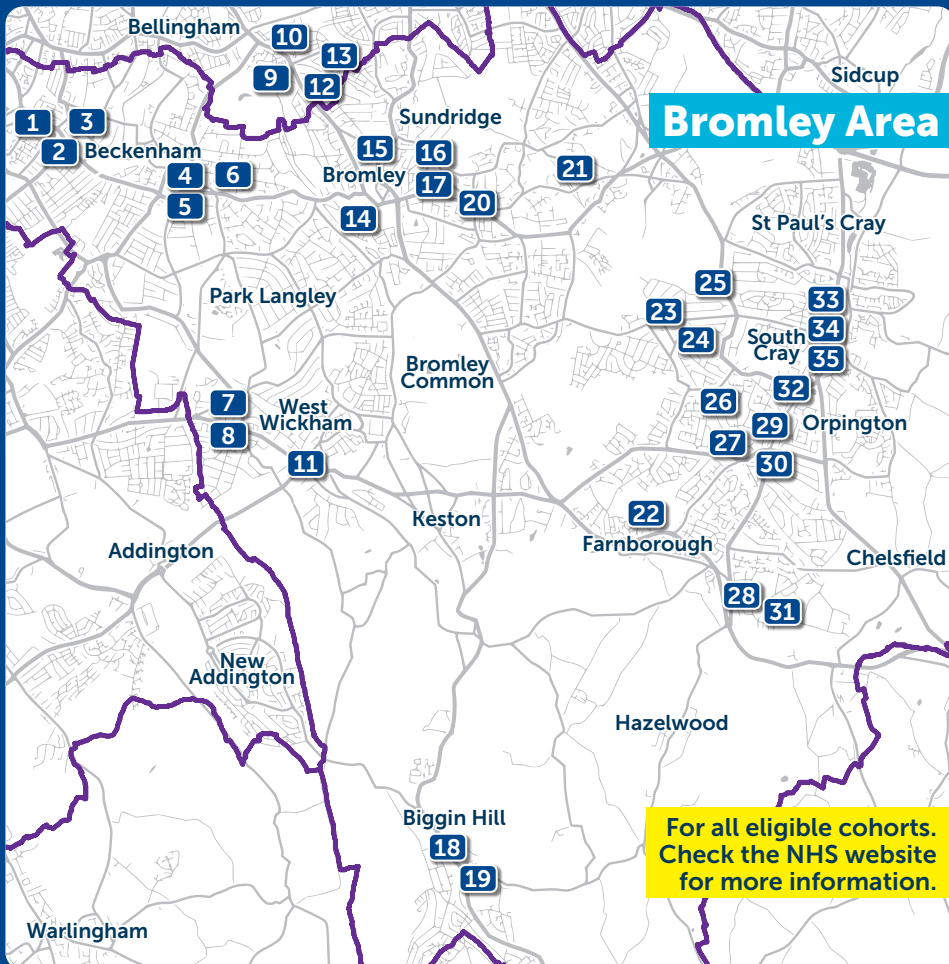 Bellingham
10
13
9
12
Sidcup
Bromley Area
Sundridge
1
3
2
Beckenham
15
16
4
6
Bromley
17
21
5
14
20
St Paul's Cray
25
Park Langley
23
33
24
South
Cray
34
35
Bromley
Common
32
7
West
Wickham
26
8
29
Orpington
27
11
30
22
Keston
Farnborough
Addington
Chelsfield
28
31
New
Addington
Hazelwood
Biggin Hill
18
19
For all eligible cohorts.
Check the NHS website
for more information.
Warlingham